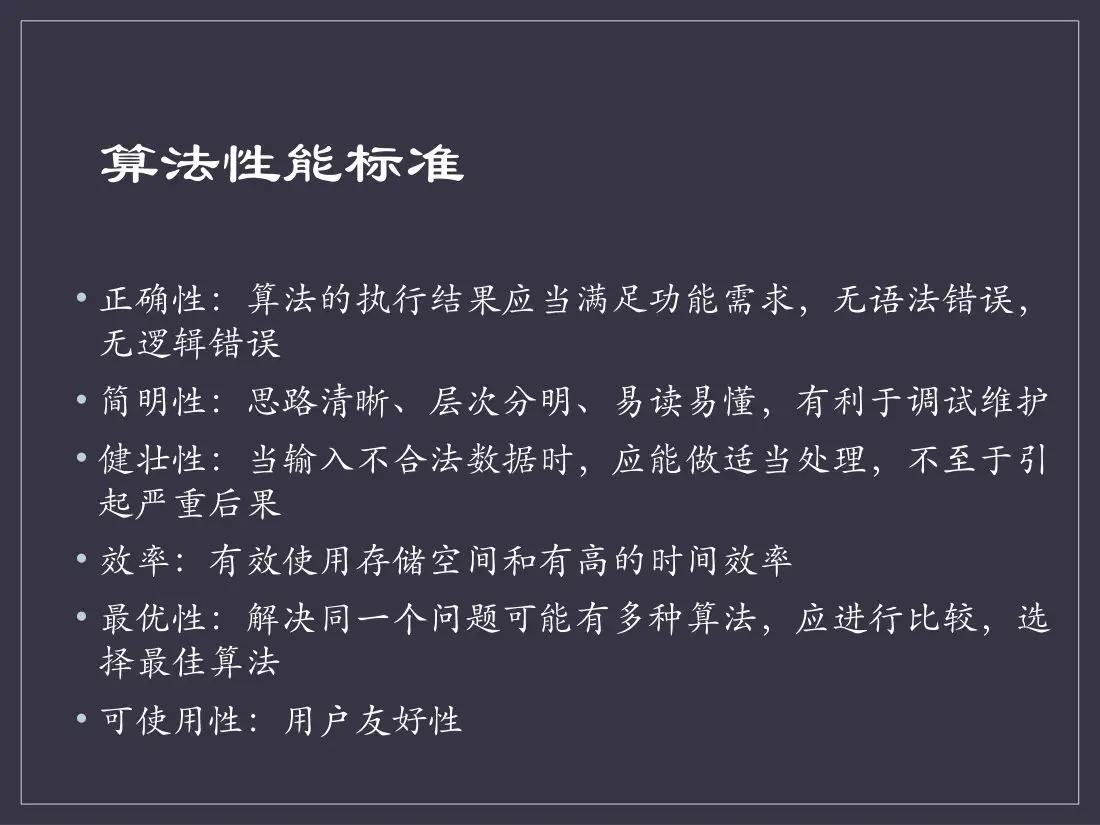 算法性能标准
• 正确性：算法的执行结果应当满足功能需求，无语法错误，
无逻辑错误
• 简明性：思路清晰、层次分明、易读易懂，有利于调试维护
• 健壮性：当输入不合法数据时，应能做适当处理，不至于引
起严重后果
• 效率：有效使用存储空间和有高的时间效率
• 最优性：解决同一个问题可能有多种算法，应进行比较，选
择最佳算法
• 可使用性：用户友好性